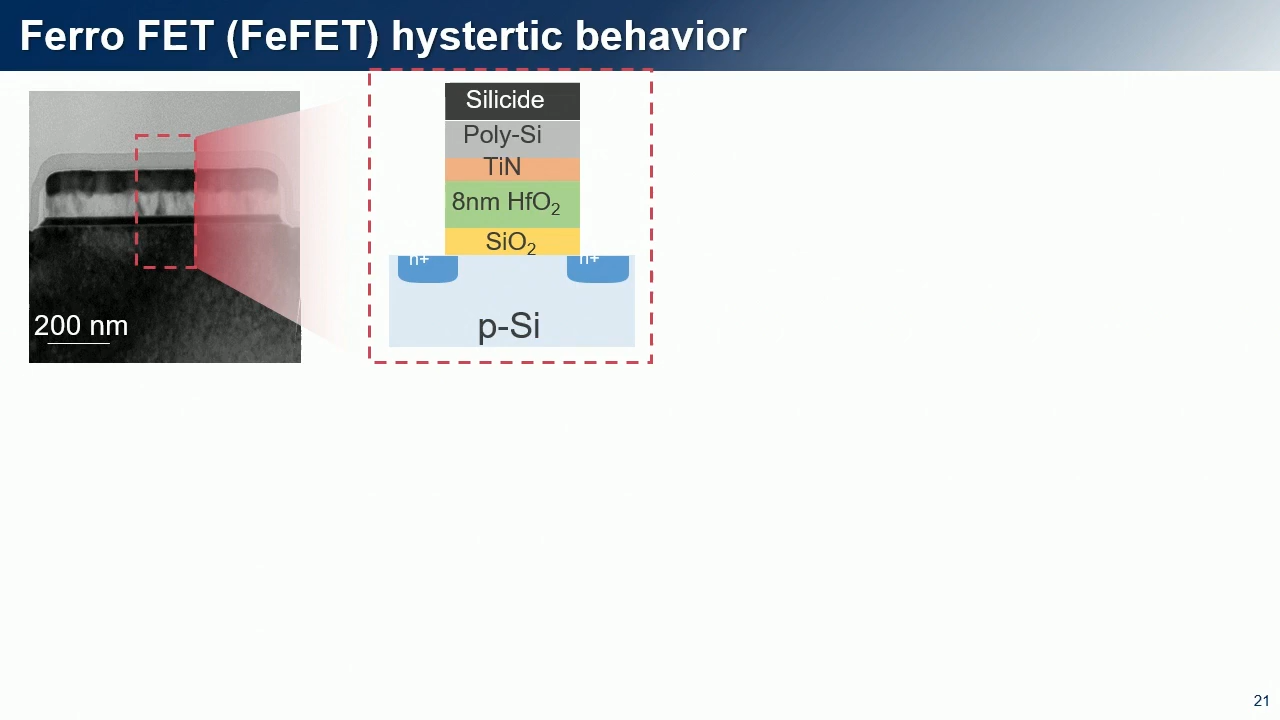 Ferro FET (FeFET) hystertic behavior
Silicide
Poly-Si
TiN
8nm HfO₂
SiO₂
n+
n+
p-Si
200 nm
21